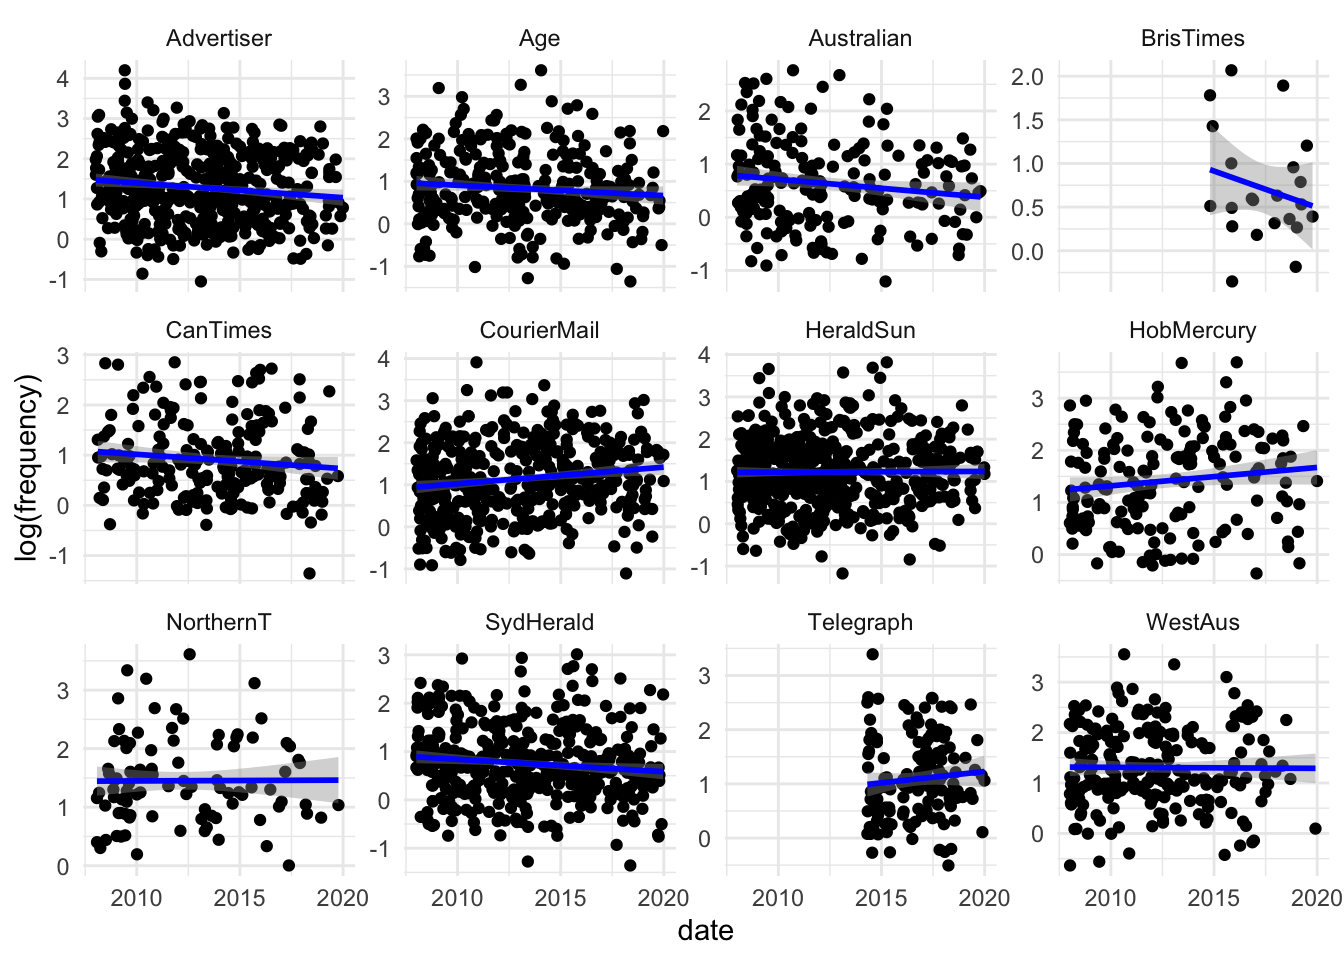 Advertiser Age Australian BrisTimes
4 3 2 1 0 -1
3 2 1 0 -1
2 1 0 -1
2.0 1.5 1.0 0.5 0.0
CanTimes CourierMail HeraldSun HobMercury
3 2 1 0 -1
4 3 2 1 0 -1
4 3 2 1 0 -1
3 2 1 0
log(frequency)
NorthernT SydHerald Telegraph WestAus
3 2 1 0
3 2 1 0 -1
3 2 1 0
3 2 1 0
2010 2015 2020 2010 2015 2020 2010 2015 2020 2010 2015 2020
date